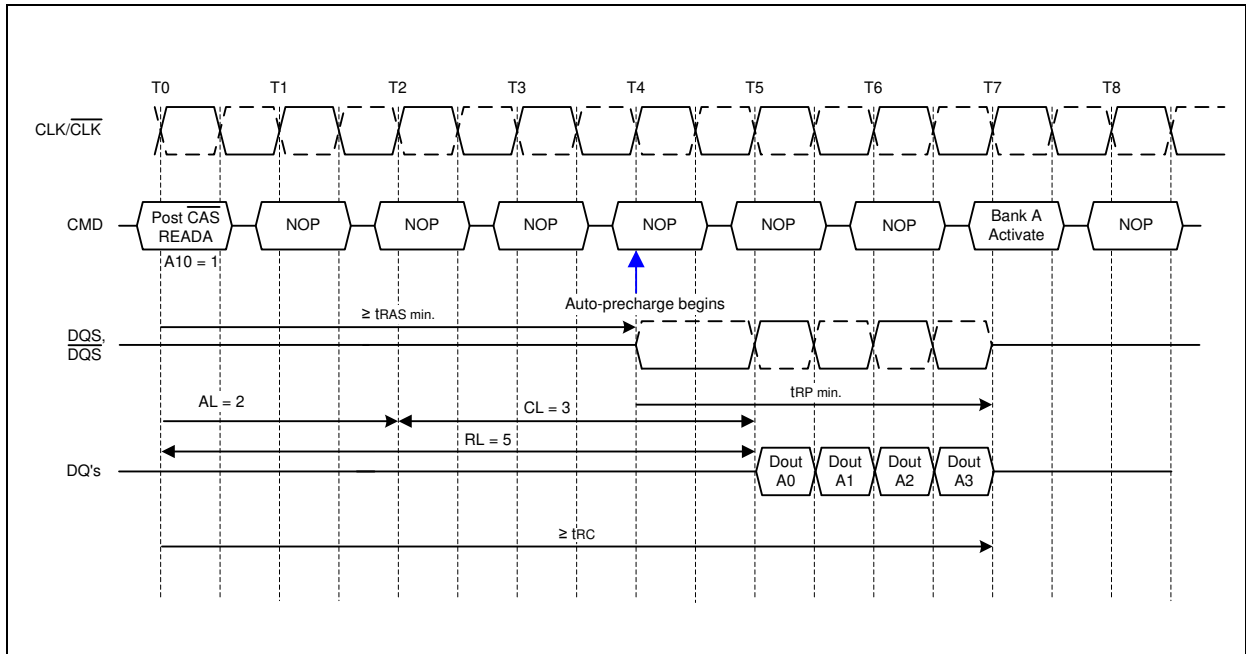 T0 T1 T2 T3 T4 T5 T6 T7 T8
CLK/CLK
CMD
Post CAS
READA
NOP NOP NOP NOP NOP NOP
Bank A
Activate
NOP
A10 = 1
Auto-precharge begins
≥ tRAS min.
DQS,
DQS
tRP min.
AL = 2
CL = 3
RL = 5
DQ's
Dout
A0
Dout
A1
Dout
A2
Dout
A3
≥ tRC